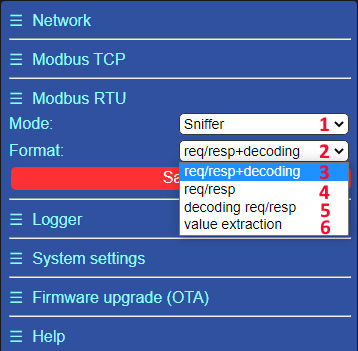 ☰ Network
☰ Modbus TCP
☰ Modbus RTU
Mode: Sniffer 1
Format: req/resp+decoding 2
req/resp+decoding 3
Sa
req/resp 4
decoding req/resp 5
☰ Logger
value extraction 6
☰ System settings
☰ Firmware upgrade (OTA)
☰ Help